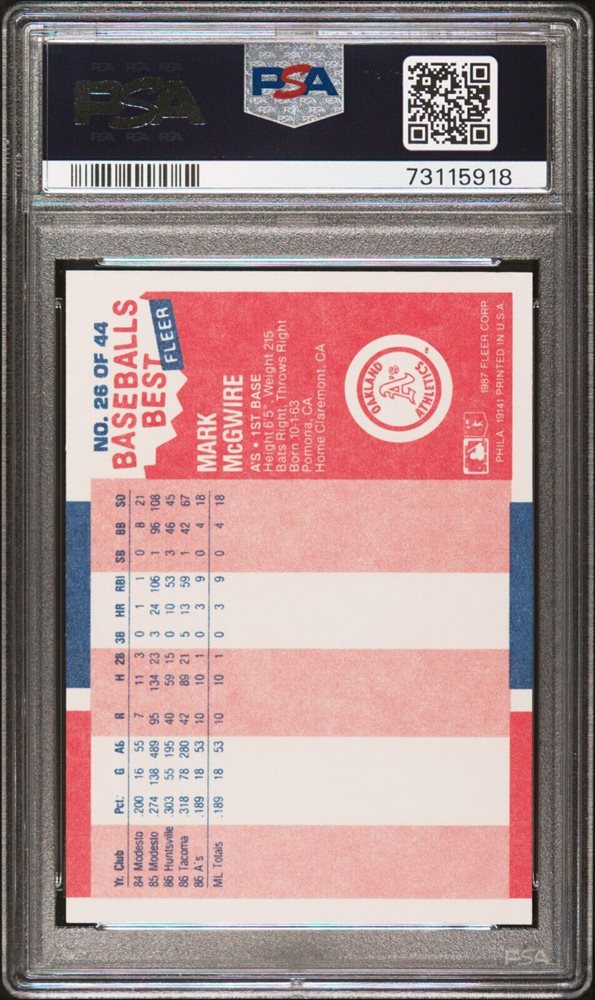 PSA
PSA
73115918
NO. 26 OF 44
BASEBALLS
BEST
FLEER
MARK
McGWIRE
A'S • 1ST BASE
Height 6'5" Weight 215
Bats Right, Throws Right
Born 10-1-63
Pomona, CA
Home Claremont, CA
OAKLAND
A's
ATHLETICS
TM
1987 FLEER CORP.
PHILA. 19141 PRINTED IN U.S.A.
Yr. Club Pct. G AB R H 2B 3B HR RBI SB BB SO
84 Modesto .200 16 55 7 11 3 0 1 1 0 8 21
85 Modesto .274 138 489 95 134 23 3 24 106 1 96 108
86 Huntsville .303 55 195 40 59 15 0 10 53 3 46 45
86 Tacoma .318 78 280 42 89 21 5 13 59 1 42 67
86 A's .189 18 53 10 10 1 0 3 9 0 4 18
ML Totals .189 18 53 10 10 1 0 3 9 0 4 18
PSA